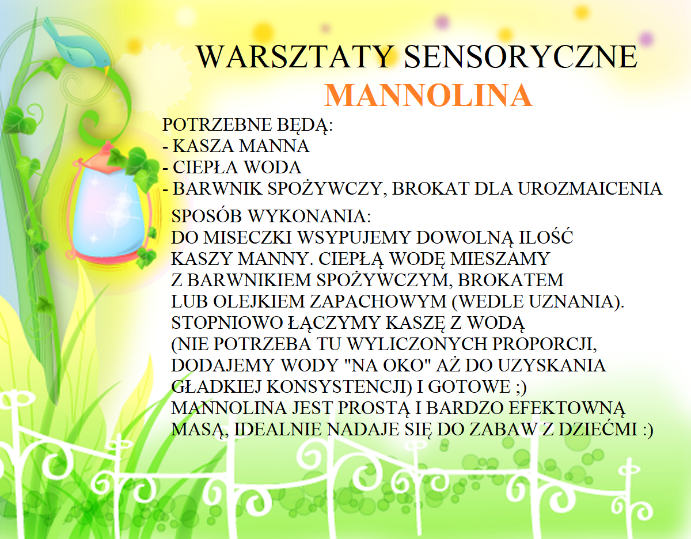 WARSZTATY SENSORYCZNE
MANNOLINA
POTRZEBNE BĘDĄ:
- KASZA MANNA
- CIEPŁA WODA
- BARWNIK SPOŻYWCZY, BROKAT DLA UROZMAICENIA
SPOSÓB WYKONANIA:
DO MISECZKI WSYPUJEMY DOWOLNĄ ILOŚĆ
KASZY MANNY. CIEPŁĄ WODĘ MIESZAMY
Z BARWNIKIEM SPOŻYWCZYM, BROKATEM
LUB OLEJKIEM ZAPACHOWYM (WEDLE UZNANIA).
STOPNIOWO ŁĄCZYMY KASZĘ Z WODĄ
(NIE POTRZEBA TU WYLICZONYCH PROPORCJI,
DODAJEMY WODY "NA OKO" AŻ DO UZYSKANIA
GŁADKIEJ KONSYSTENCJI) I GOTOWE ;)
MANNOLINA JEST PROSTĄ I BARDZO EFEKTOWNĄ
MASĄ, IDEALNIE NADAJE SIĘ DO ZABAW Z DZIEĆMI :)